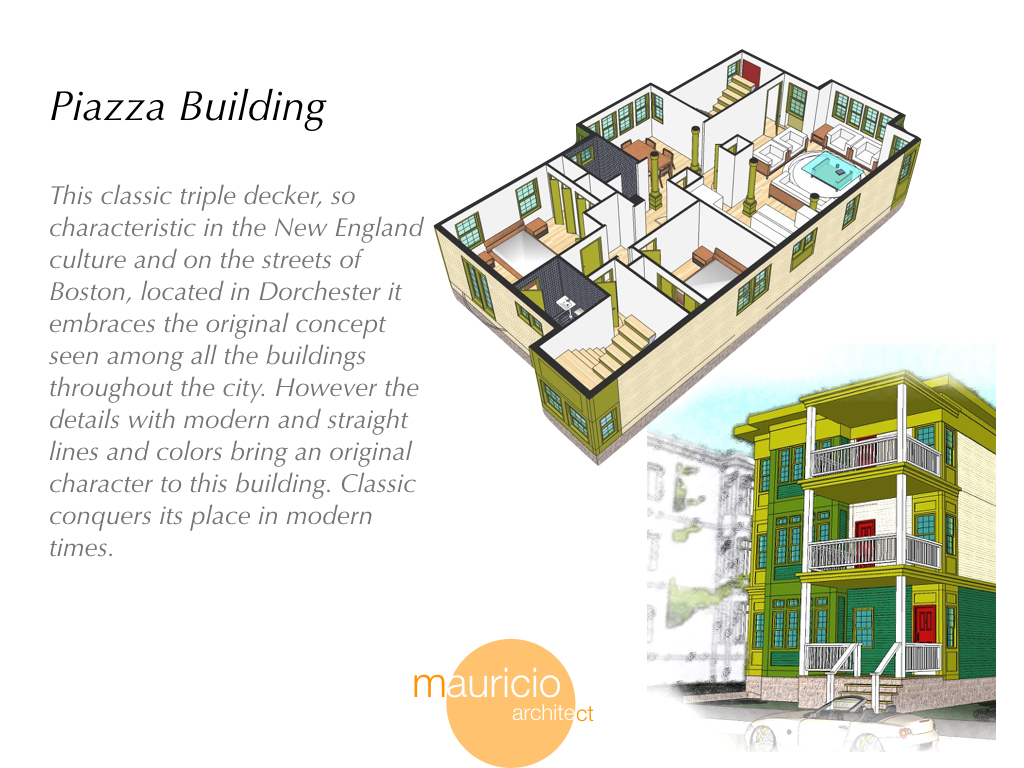 Piazza Building
This classic triple decker, so
characteristic in the New England
culture and on the streets of
Boston, located in Dorchester it
embraces the original concept
seen among all the buildings
throughout the city. However the
details with modern and straight
lines and colors bring an original
character to this building. Classic
conquers its place in modern
times.
mauricio
architect